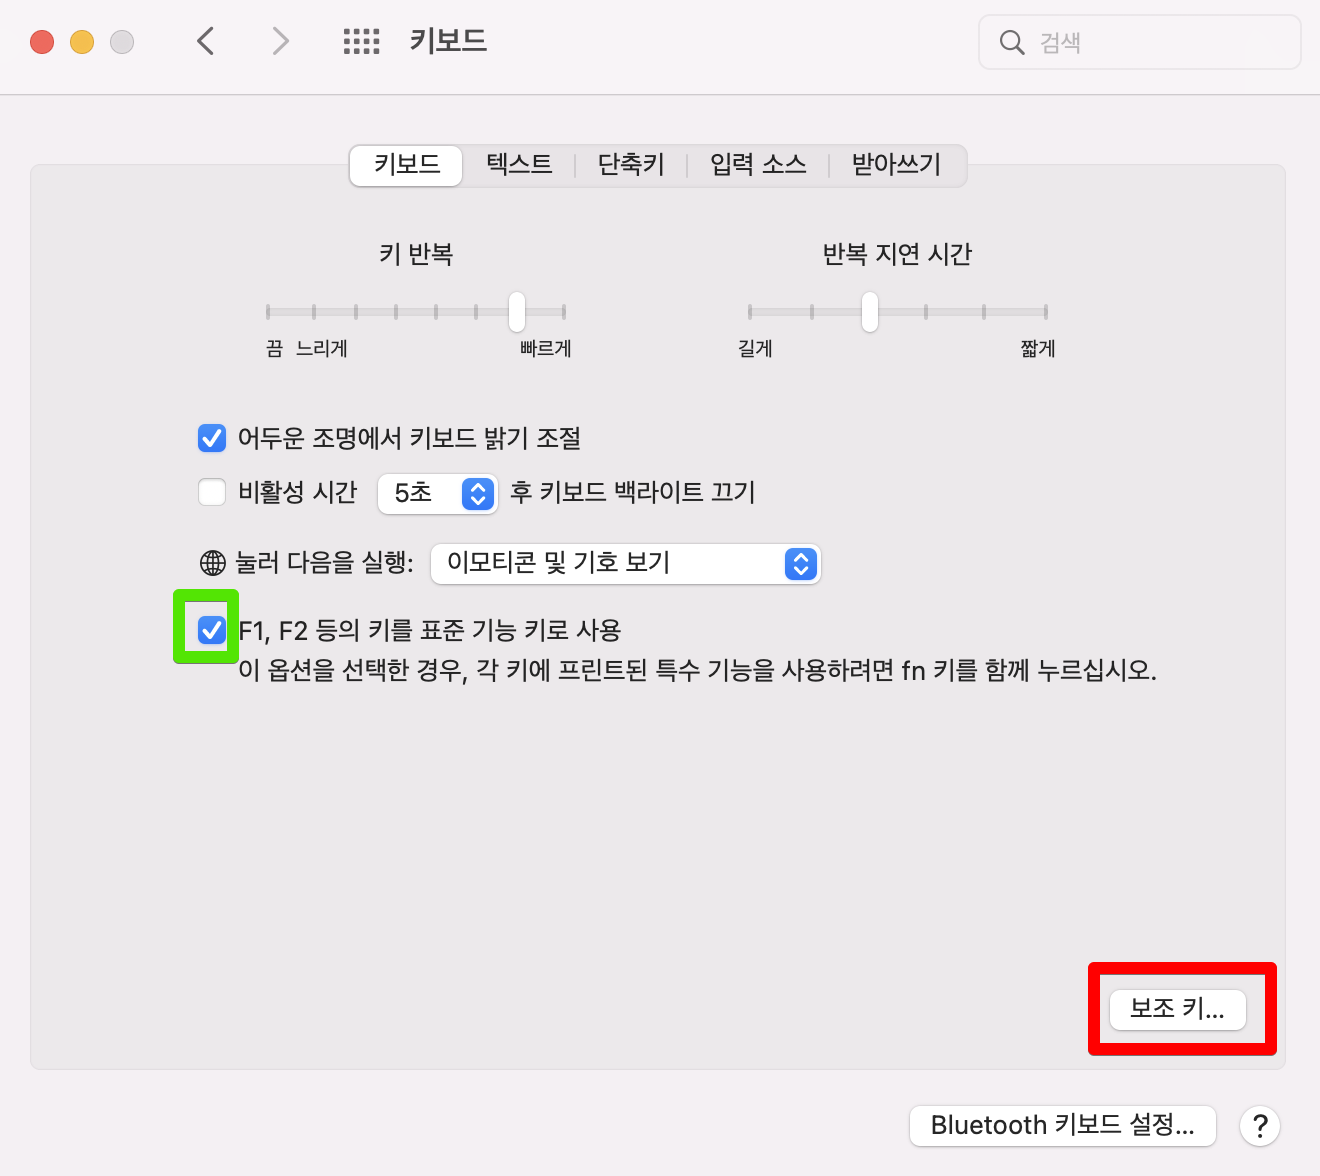 키보드
검색
키보드 텍스트 단축키 입력 소스 받아쓰기
키 반복 반복 지연 시간
끔 느리게 빠르게 길게 짧게
어두운 조명에서 키보드 밝기 조절
비활성 시간 5초 후 키보드 백라이트 끄기
눌러 다음을 실행: 이모티콘 및 기호 보기
F1, F2 등의 키를 표준 기능 키로 사용
이 옵션을 선택한 경우, 각 키에 프린트된 특수 기능을 사용하려면 fn 키를 함께 누르십시오.
보조 키...
Bluetooth 키보드 설정... ?